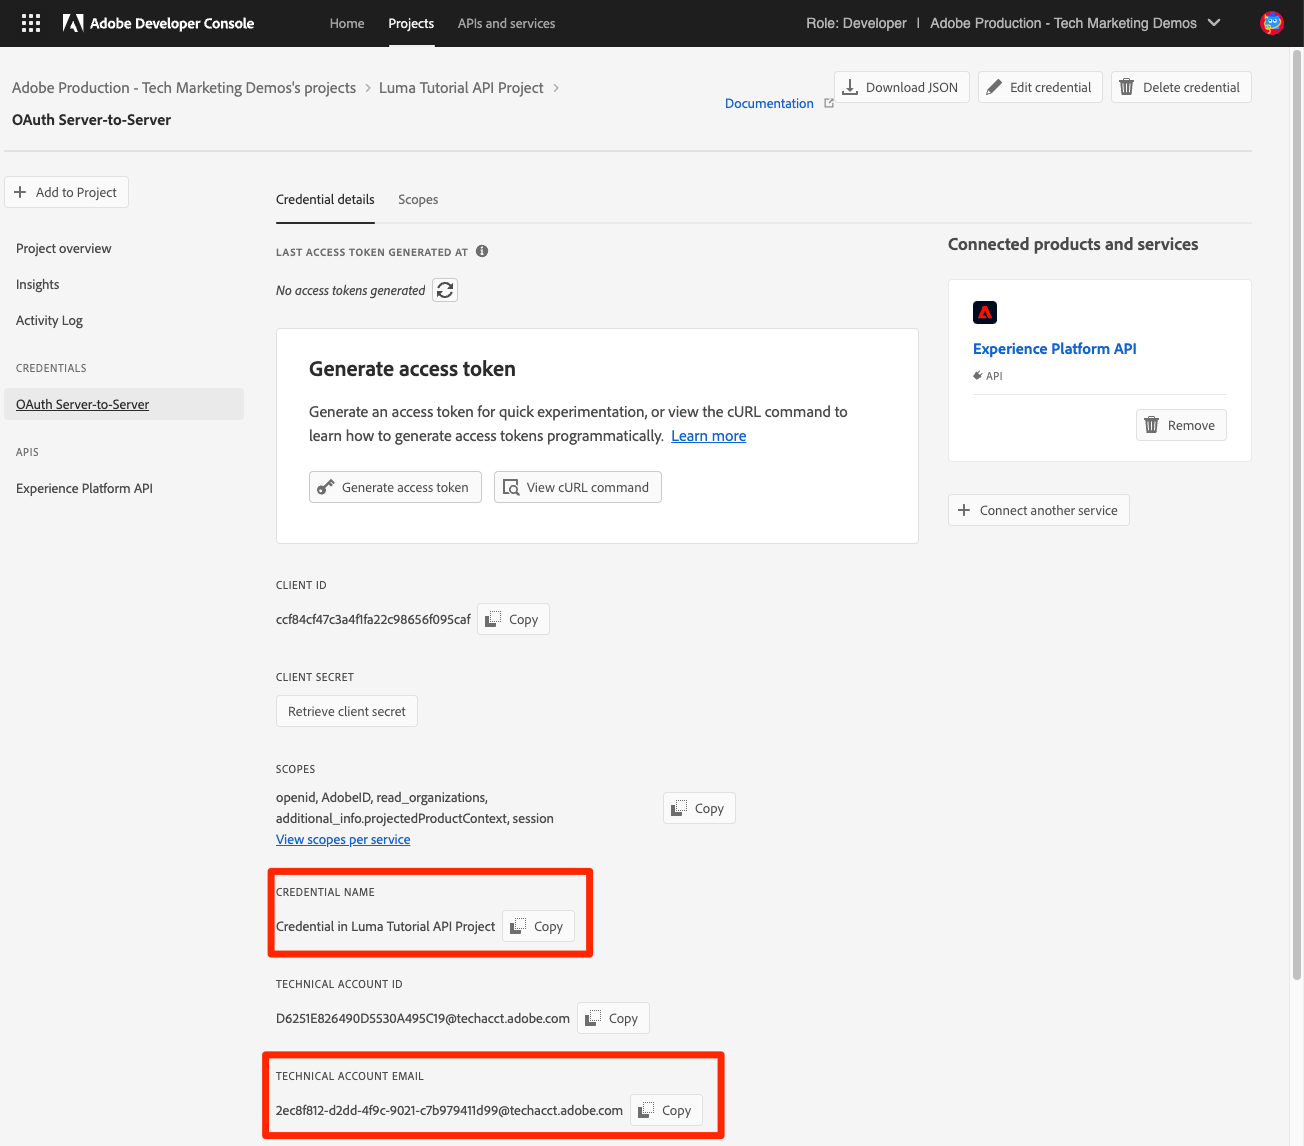 Adobe Developer Console
Home
Projects
APIs and services
Role: Developer | Adobe Production - Tech Marketing Demos
Adobe Production - Tech Marketing Demos's projects > Luma Tutorial API Project >
OAuth Server-to-Server
Documentation
Download JSON
Edit credential
Delete credential
Add to Project
Project overview
Insights
Activity Log
CREDENTIALS
OAuth Server-to-Server
APIS
Experience Platform API
Credential details
Scopes
LAST ACCESS TOKEN GENERATED AT
No access tokens generated
Generate access token
Generate an access token for quick experimentation, or view the cURL command to
learn how to generate access tokens programmatically. Learn more
Generate access token
View cURL command
CLIENT ID
ccf84cf47c3a4f1fa22c98656f095caf
Copy
CLIENT SECRET
Retrieve client secret
SCOPES
openid, AdobeID, read_organizations,
additional_info.projectedProductContext, session
Copy
View scopes per service
CREDENTIAL NAME
Credential in Luma Tutorial API Project
Copy
TECHNICAL ACCOUNT ID
D6251E826490D5530A495C19@techacct.adobe.com
Copy
TECHNICAL ACCOUNT EMAIL
2ec8f812-d2dd-4f9c-9021-c7b979411d99@techacct.adobe.com
Copy
Connected products and services
Experience Platform API
API
Remove
Connect another service